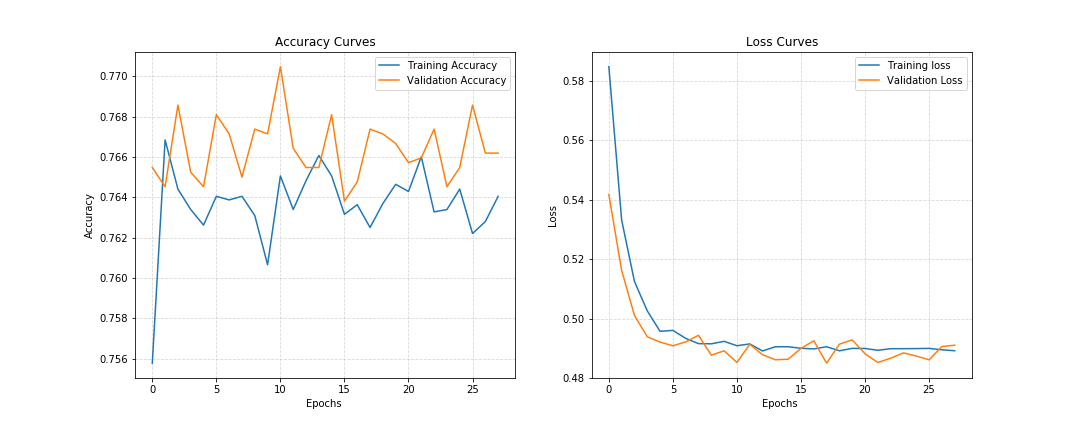 Accuracy Curves
Training Accuracy
Validation Accuracy
0.770
0.768
0.766
0.764
0.762
0.760
0.758
0.756
Accuracy
0 5 10 15 20 25
Epochs
Loss Curves
Training loss
Validation Loss
0.58
0.56
0.54
0.52
0.50
0.48
Loss
0 5 10 15 20 25
Epochs